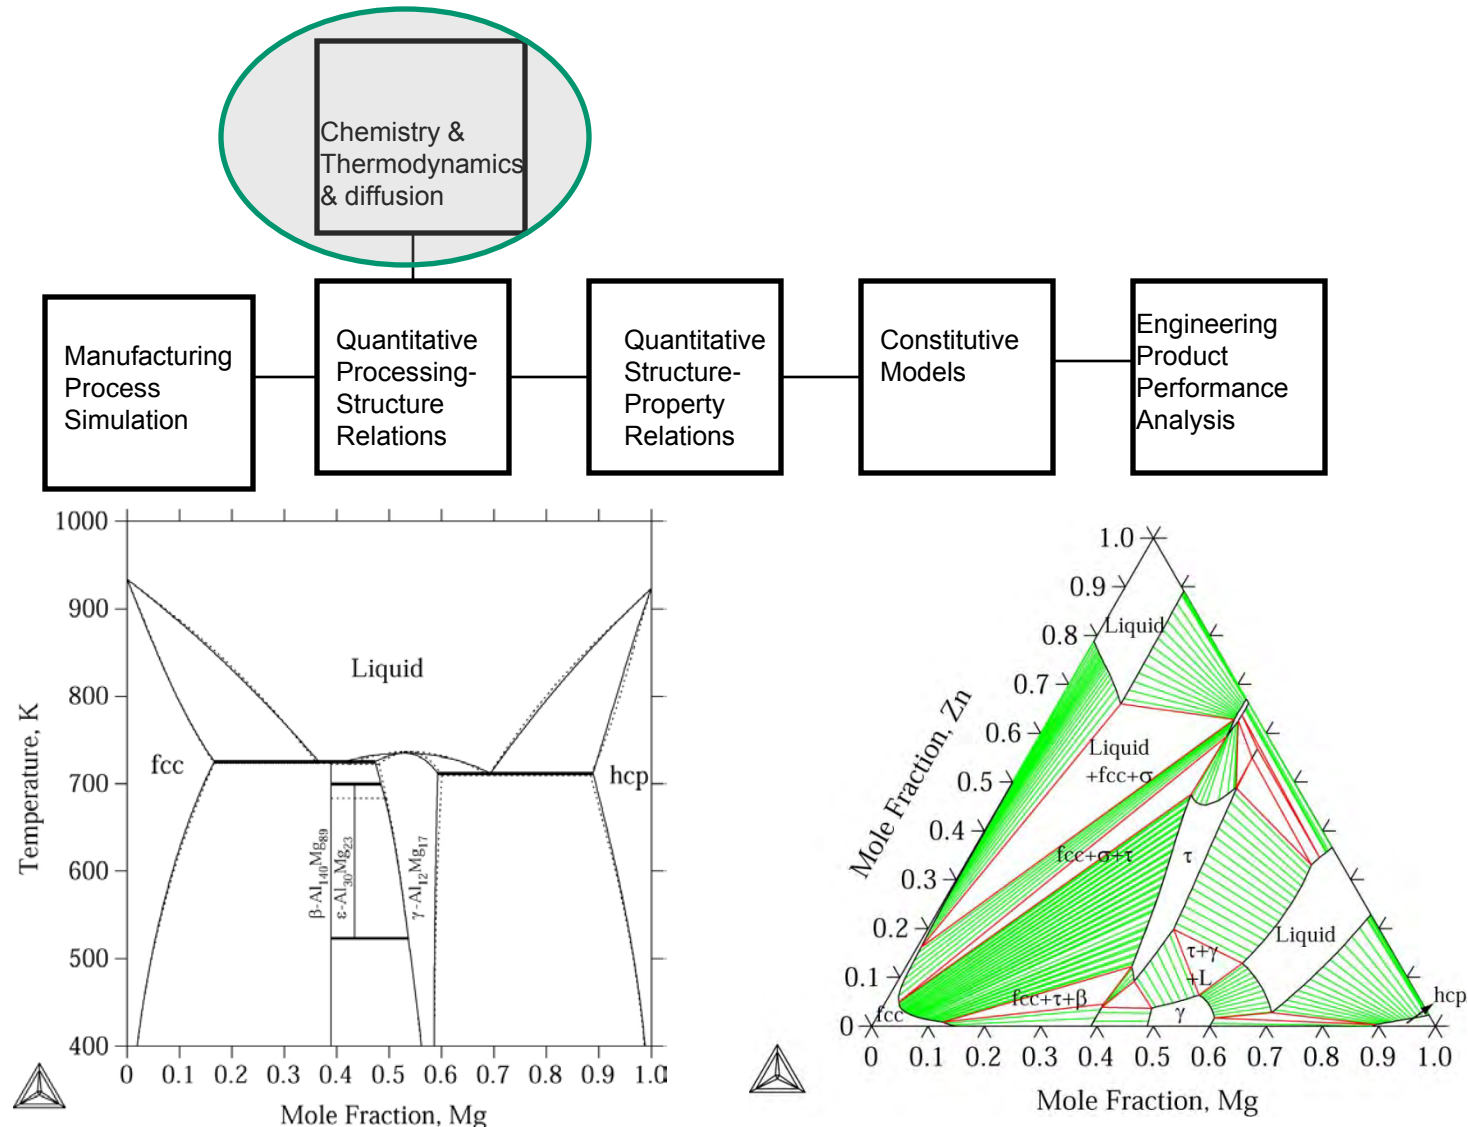 Chemistry &
Thermodynamics
& diffusion
Manufacturing
Process
Simulation
Quantitative
Processing-
Structure
Relations
Quantitative
Structure-
Property
Relations
Constitutive
Models
Engineering
Product
Performance
Analysis
1000
900
800
700
600
500
400
Temperature, K
Liquid
fcc
hcp
β-Al140Mg89
ε-Al30Mg23
γ-Al12Mg17
0 0.1 0.2 0.3 0.4 0.5 0.6 0.7 0.8 0.9 1.0
Mole Fraction, Mg
1.0
0.9
0.8
0.7
0.6
0.5
0.4
0.3
0.2
0.1
0
Mole Fraction, Zn
Liquid
Liquid
+fcc+σ
fcc+σ+τ
τ
Liquid
τ+γ
+L
fcc+τ+β
fcc
γ
hcp
0 0.1 0.2 0.3 0.4 0.5 0.6 0.7 0.8 0.9 1.0
Mole Fraction, Mg